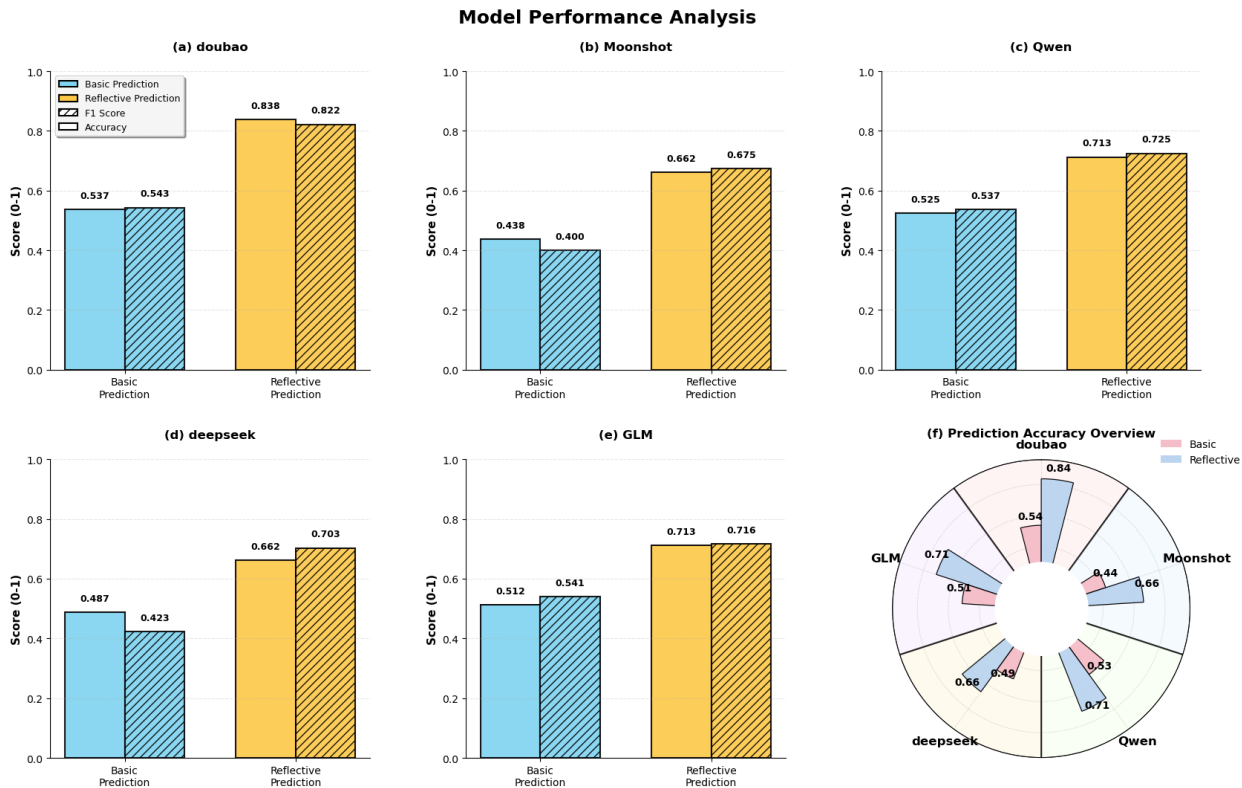 Model Performance Analysis
(a) doubao
Score (0-1)
1.0
0.8
0.6
0.4
0.2
0.0
Basic Prediction
Reflective Prediction
F1 Score
Accuracy
0.537
0.543
0.838
0.822
Basic
Prediction
Reflective
Prediction
(b) Moonshot
Score (0-1)
1.0
0.8
0.6
0.4
0.2
0.0
0.438
0.400
0.662
0.675
Basic
Prediction
Reflective
Prediction
(c) Qwen
Score (0-1)
1.0
0.8
0.6
0.4
0.2
0.0
0.525
0.537
0.713
0.725
Basic
Prediction
Reflective
Prediction
(d) deepseek
Score (0-1)
1.0
0.8
0.6
0.4
0.2
0.0
0.487
0.423
0.662
0.703
Basic
Prediction
Reflective
Prediction
(e) GLM
Score (0-1)
1.0
0.8
0.6
0.4
0.2
0.0
0.512
0.541
0.713
0.716
Basic
Prediction
Reflective
Prediction
(f) Prediction Accuracy Overview
Basic
Reflective
doubao
0.84
0.54
Moonshot
0.44
0.66
GLM
0.71
0.51
deepseek
0.66
0.49
Qwen
0.53
0.71